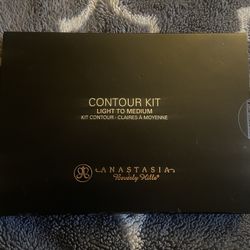 CONTOUR KIT
LIGHT TO MEDIUM
KIT CONTOUR - CLAIRES À MOYENNE
ANASTASIA
Beverly Hills®